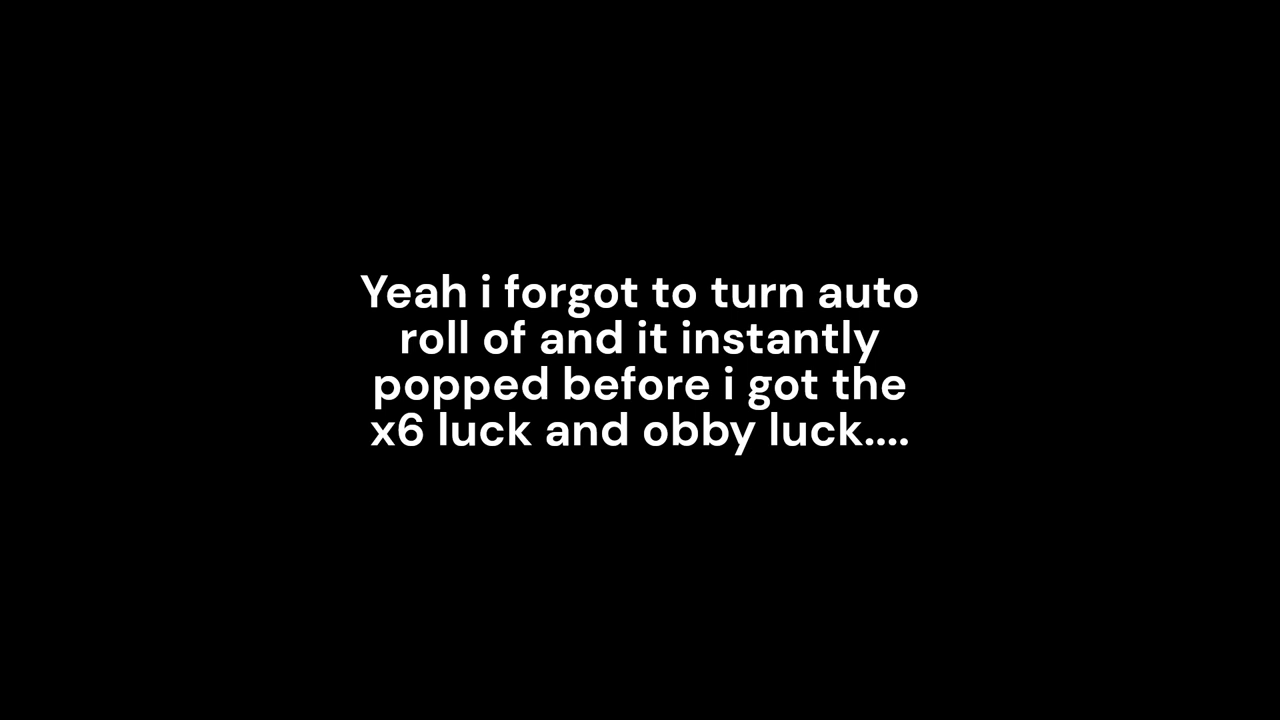 Yeah i forgot to turn auto
roll of and it instantly
popped before i got the
x6 luck and obby luck....